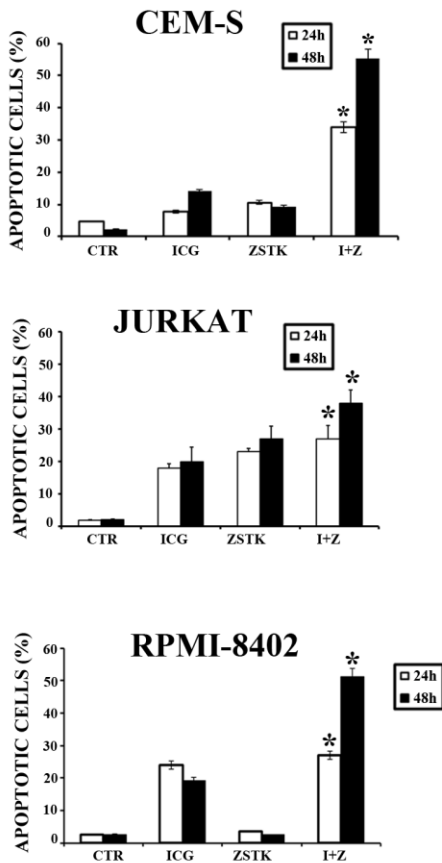 CEM-S
24h
48h
APOPTOTIC CELLS (%)
60
50
40
30
20
10
0
* *
CTR ICG ZSTK I+Z
JURKAT
24h
48h
APOPTOTIC CELLS (%)
60
50
40
30
20
10
0
* *
CTR ICG ZSTK I+Z
RPMI-8402
24h
48h
APOPTOTIC CELLS (%)
60
50
40
30
20
10
0
* *
CTR ICG ZSTK I+Z